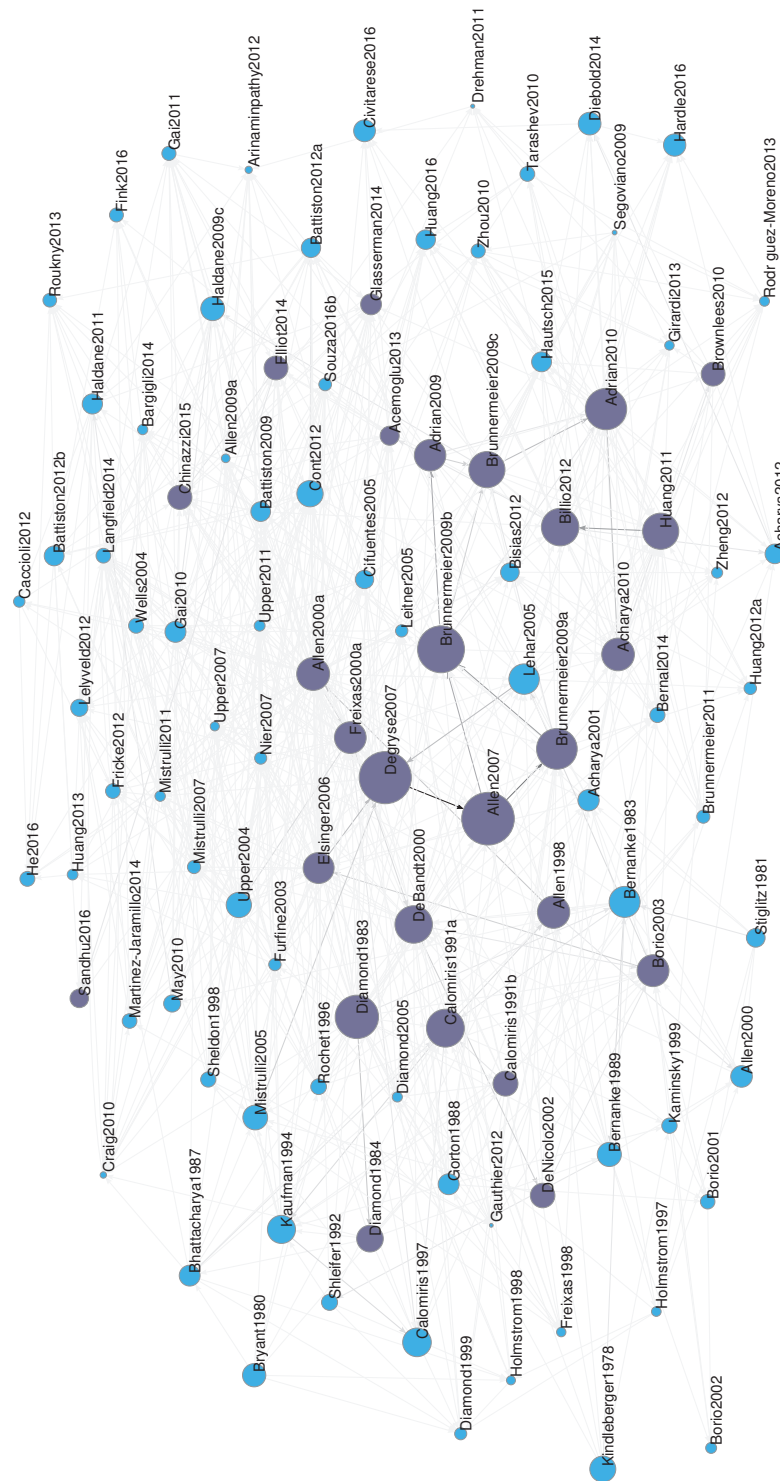 Drehman2011
Arinaminpathy2012
Gai2011
Civitarese2016
Diebold2014
Tarashev2010
Hardle2016
Fink2016
Battiston2012a
Huang2016
Segoviano2009
Zhou2010
Roukny2013
Haldane2009c
Glasserman2014
Rodr guez-Moreno2013
Elliot2014
Souza2016b
Hautsch2015
Girardi2013
Brownlees2010
Haldane2011
Bargigli2014
Acemoglu2013
Adrian2009
Brunnermeier2009c
Adrian2010
Chinazzi2015
Allen2009a
Battiston2009
Cont2012
Billio2012
Huang2011
Battiston2012b
Langfield2014
Cifuentes2005
Bisias2012
Zheng2012
Acharya2012
Caccioli2012
Wells2004
Gai2010
Upper2011
Leitner2005
Brunnermeier2009b
Acharya2010
Allen2000a
Lehar2005
Huang2012a
Lelyveld2012
Upper2007
Freixas2000a
Bernal2014
Nier2007
Degryse2007
Brunnermeier2009a
Fricke2012
Mistrulli2011
Allen2007
Acharya2001
Brunnermeier2011
He2016
Huang2013
Mistrulli2007
Eisinger2006
Upper2004
DeBandt2000
Allen1998
Bernanke1983
Stiglitz1981
Sandhu2016
Furfine2003
Borio2003
Martinez-Jaramillo2014
May2010
Diamond1983
Calomiris1991a
Sheldon1998
Rochet1996
Diamond2005
Calomiris1991b
Allen2000
Mistrulli2005
Kaminsky1999
Craig2010
Gorton1988
Bernanke1989
DeNicolo2002
Borio2001
Kaufman1994
Diamond1984
Gauthier2012
Bhattacharya1987
Shleifer1992
Holmstrom1997
Freixas1998
Calomiris1997
Bryant1980
Holmstrom1998
Diamond1999
Borio2002
Kindleberger1978